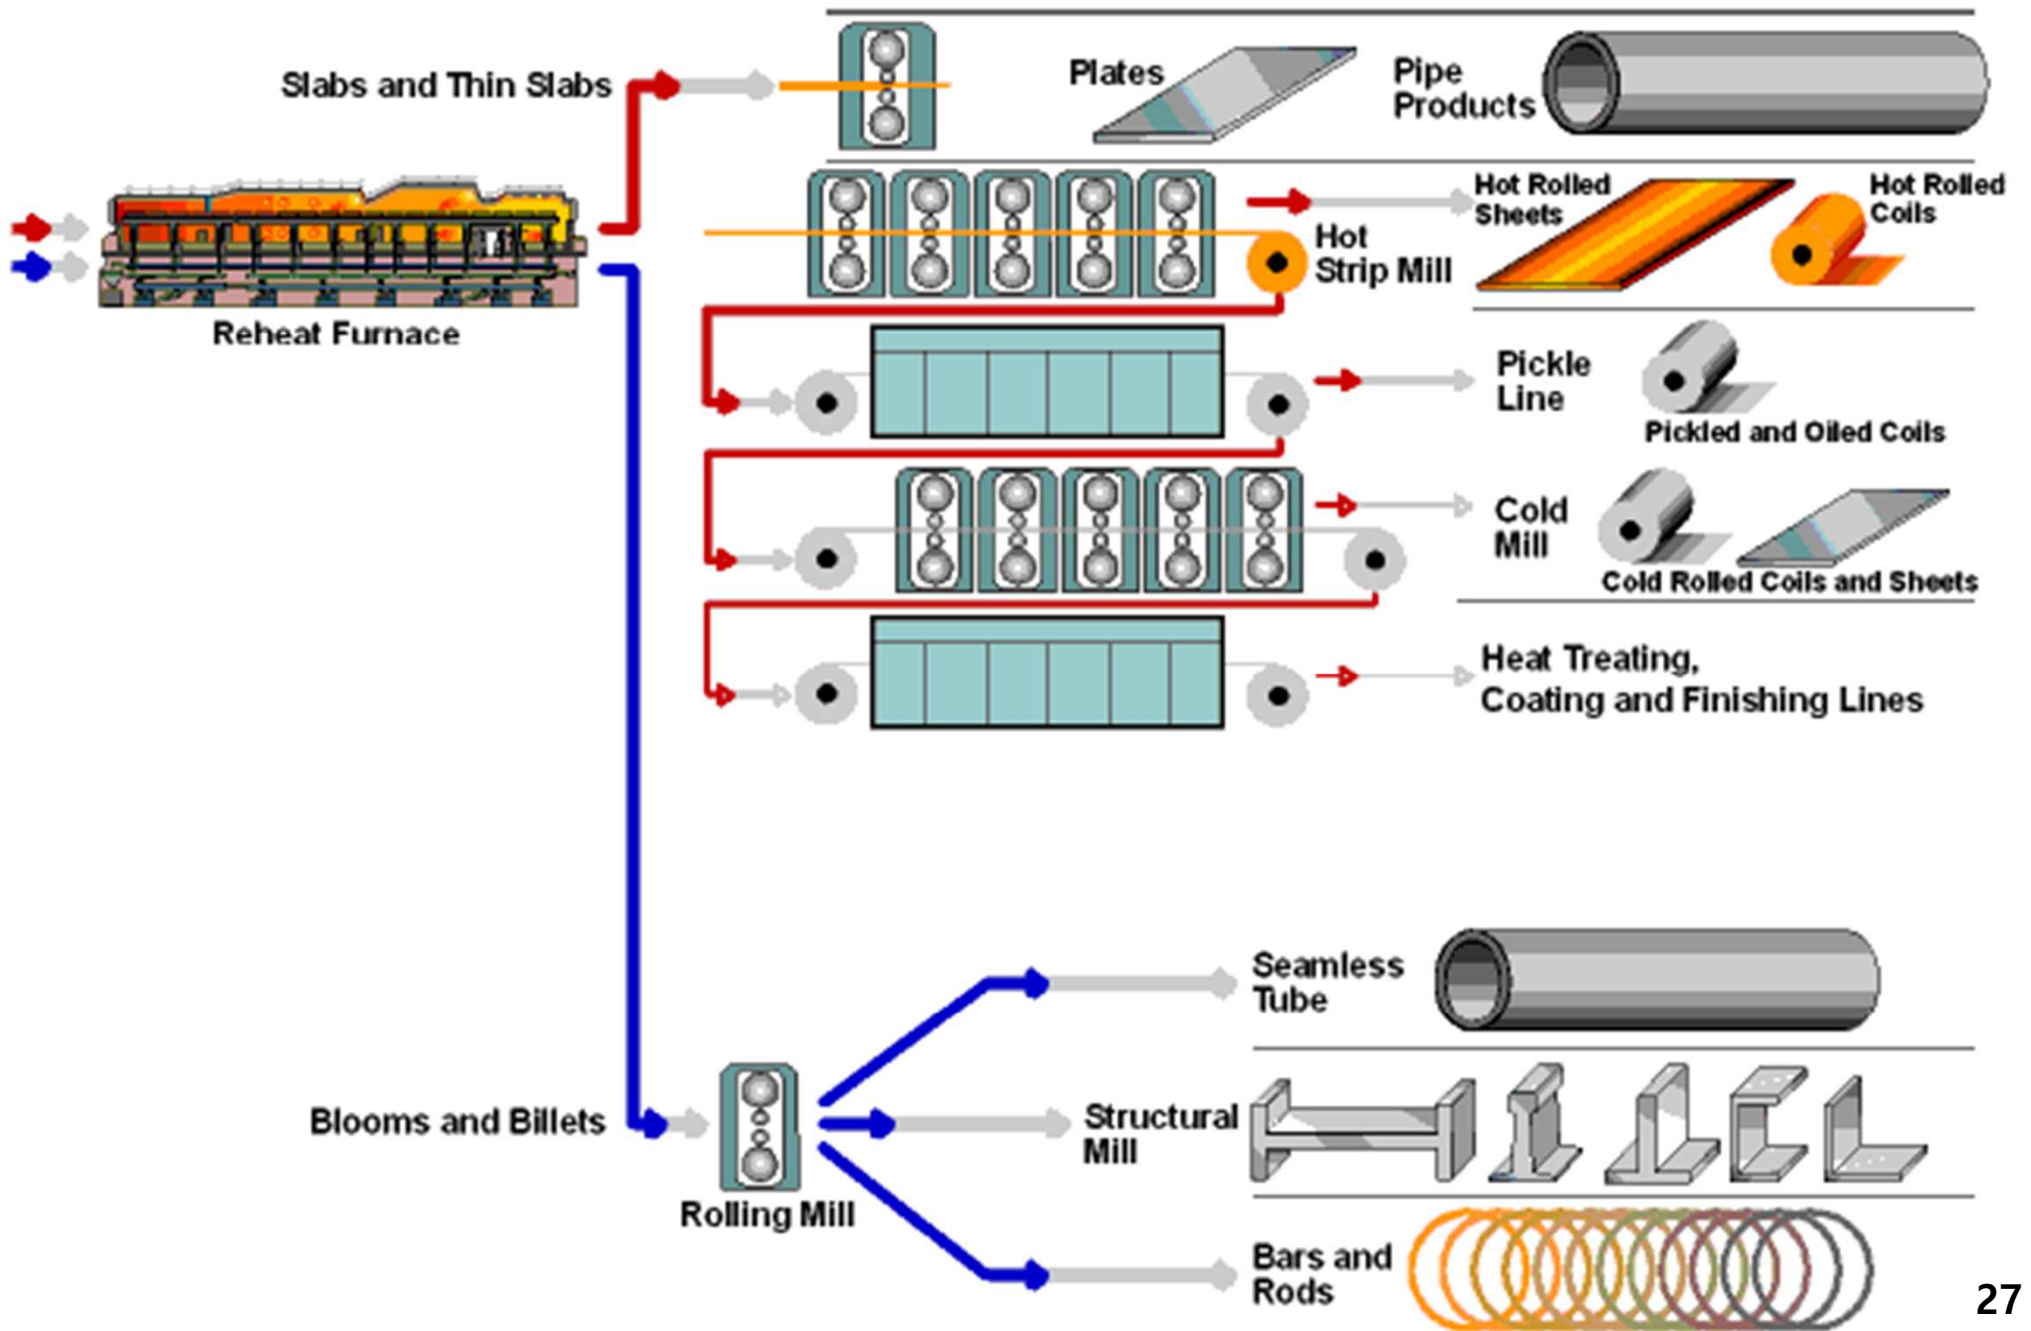 Slabs and Thin Slabs
Plates
Pipe
Products
Reheat Furnace
Hot Rolled
Sheets
Hot Rolled
Coils
Hot
Strip Mill
Pickle
Line
Pickled and Oiled Coils
Cold
Mill
Cold Rolled Coils and Sheets
Heat Treating,
Coating and Finishing Lines
Blooms and Billets
Rolling Mill
Seamless
Tube
Structural
Mill
Bars and
Rods
27